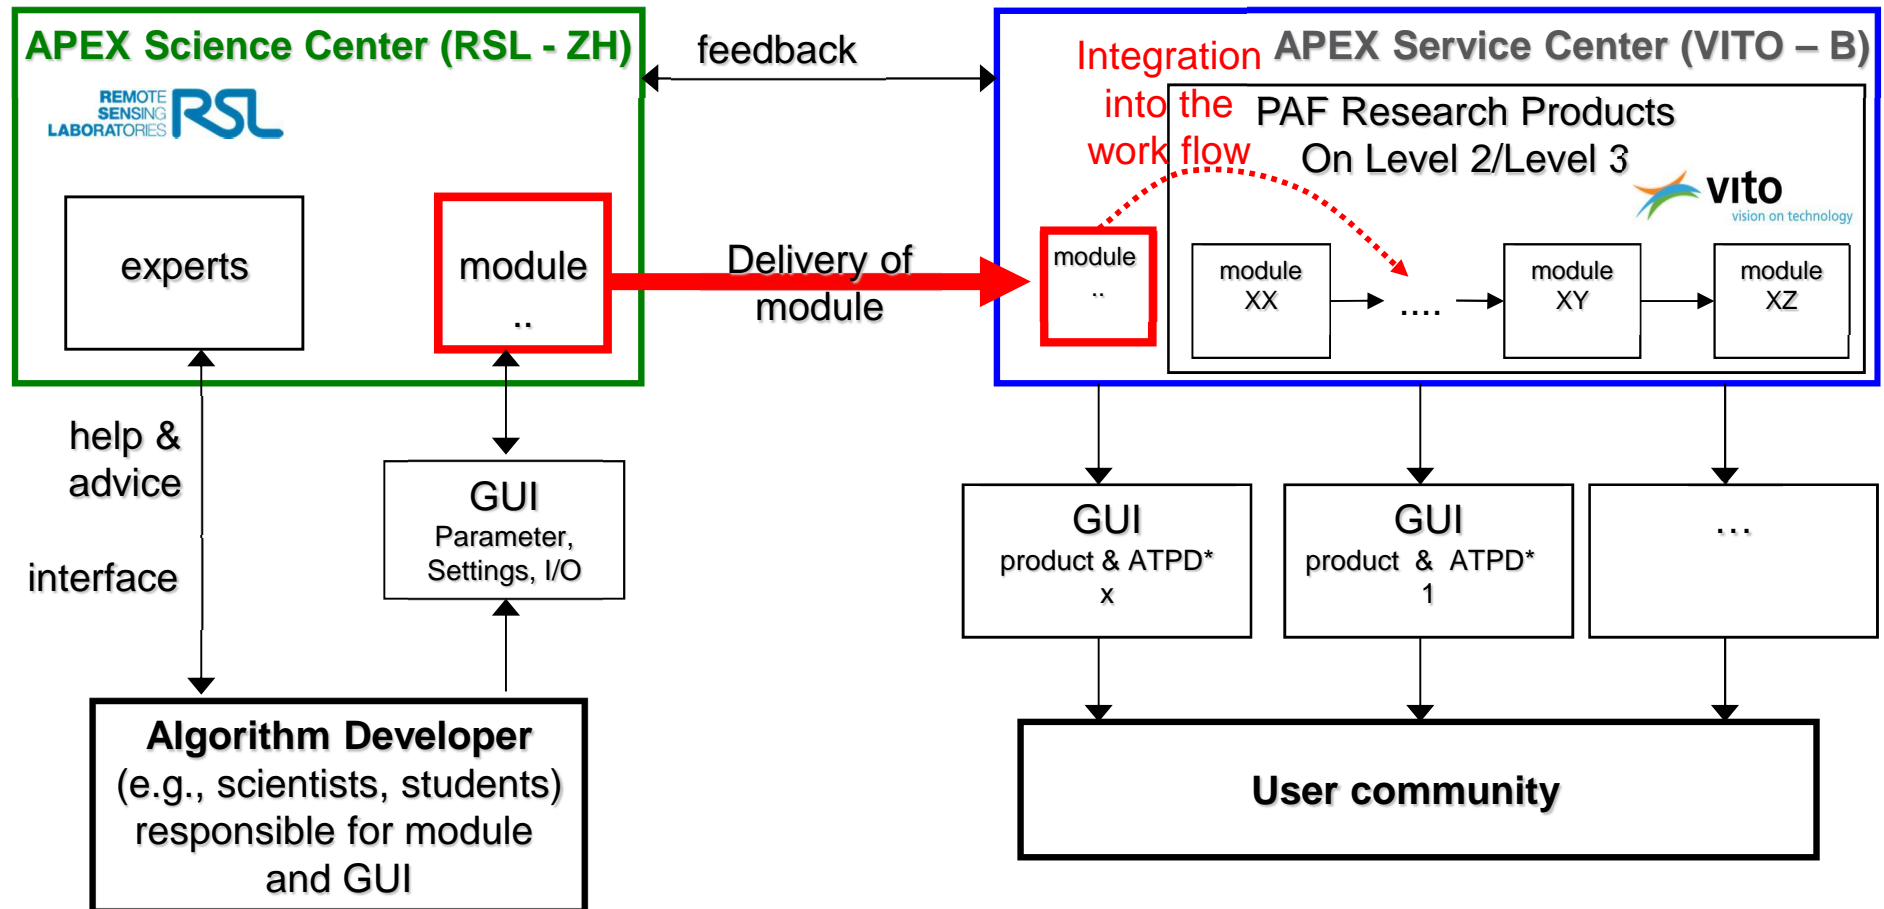 APEX Science Center (RSL - ZH)
REMOTE
SENSING
LABORATORIES
RSL
experts
module
..
feedback
Delivery of
module
APEX Service Center (VITO – B)
Integration
into the
work flow
PAF Research Products
On Level 2/Level 3
vito
vision on technology
module
..
module
XX
....
module
XY
module
XZ
help &
advice
interface
GUI
Parameter,
Settings, I/O
GUI
product & ATPD*
x
GUI
product & ATPD*
1
...
Algorithm Developer
(e.g., scientists, students)
responsible for module
and GUI
User community